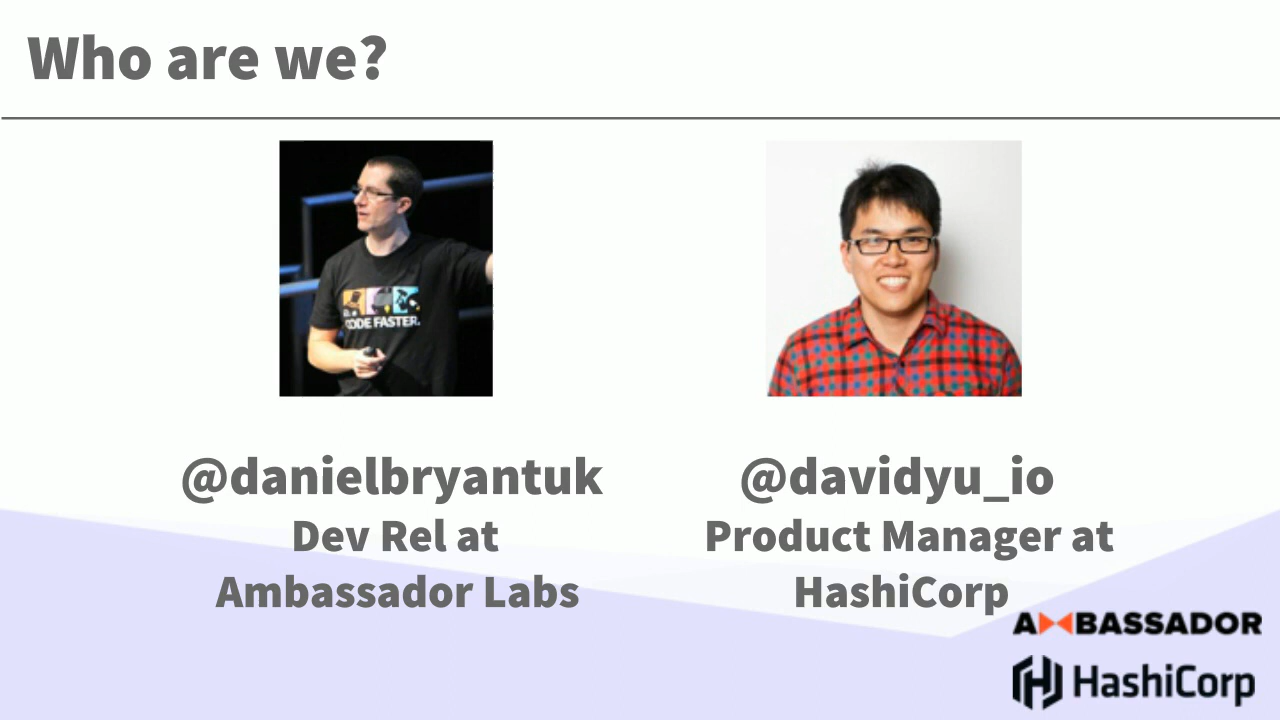 Who are we?
CODE FASTER.
@danielbryantuk
Dev Rel at
Ambassador Labs
@davidyu_io
Product Manager at
HashiCorp
AMBASSADOR
HashiCorp